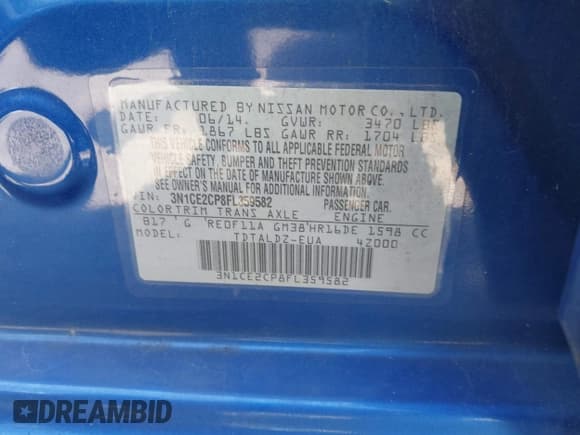 MANUFACTURED BY NISSAN MOTOR CO., LTD.
DATE: 06/14. GVWR: 3470 LBS
GAWR FR: 1867 LBS GAWR RR: 1704 LBS
THIS VEHICLE CONFORMS TO ALL APPLICABLE FEDERAL MOTOR
VEHICLE SAFETY, BUMPER AND THEFT PREVENTION STANDARDS
IN EFFECT ON THE DATE OF MANUFACTURE SHOWN ABOVE.
SEE OWNER'S MANUAL FOR ADDITIONAL INFORMATION.
VIN: 3N1CE2CP8FL359582 PASSENGER CAR.
COLOR TRIM TRANS AXLE ENGINE
B17 G RE0F11A GM38 HR16DE 1598 CC
TDTALDZ-EUA 4Z000
3N1CE2CP8FL359582
DREAMBID